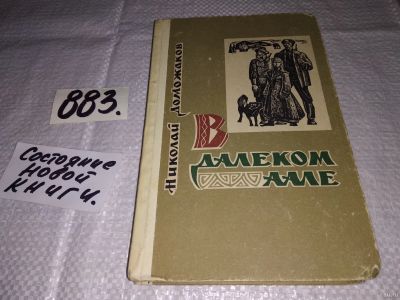 883.
Состояние
новой
книги.
Николай Доможаков
В
далеком
аале